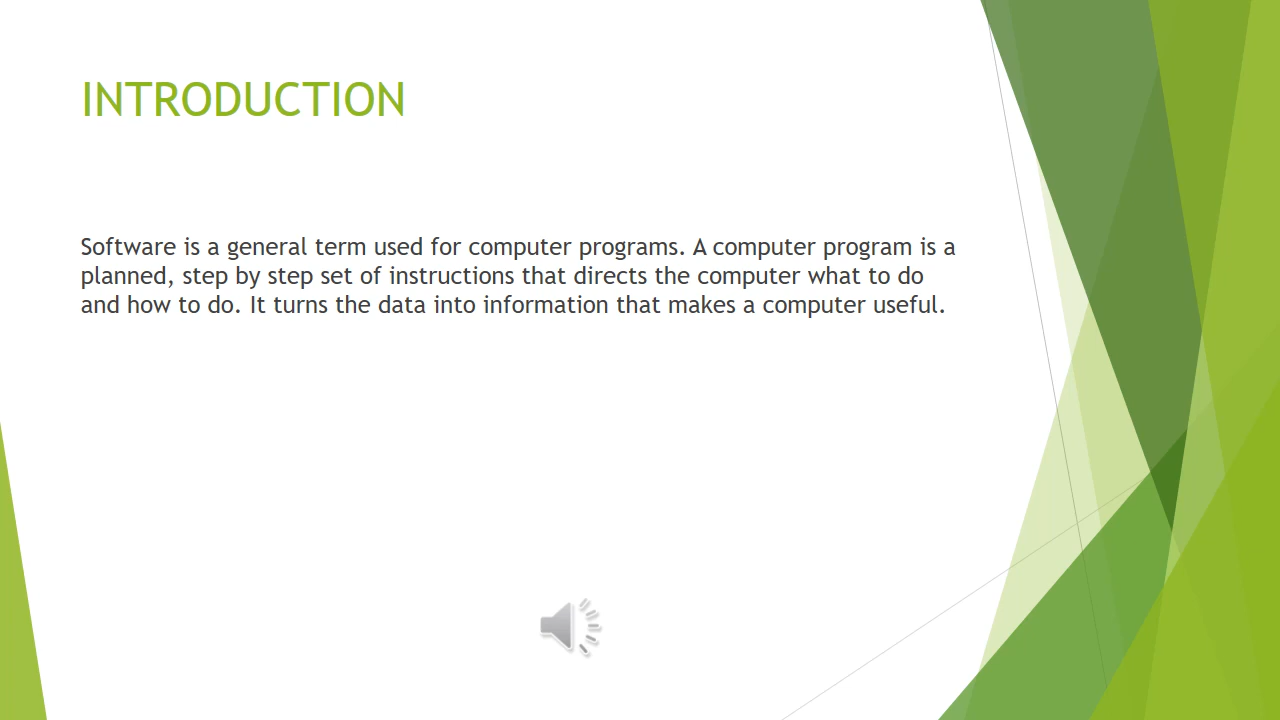 INTRODUCTION
Software is a general term used for computer programs. A computer program is a
planned, step by step set of instructions that directs the computer what to do
and how to do. It turns the data into information that makes a computer useful.